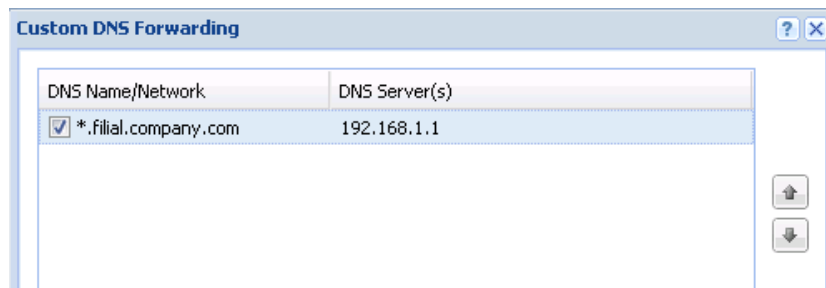 Custom DNS Forwarding
DNS Name/Network DNS Server(s)
*.filial.company.com 192.168.1.1